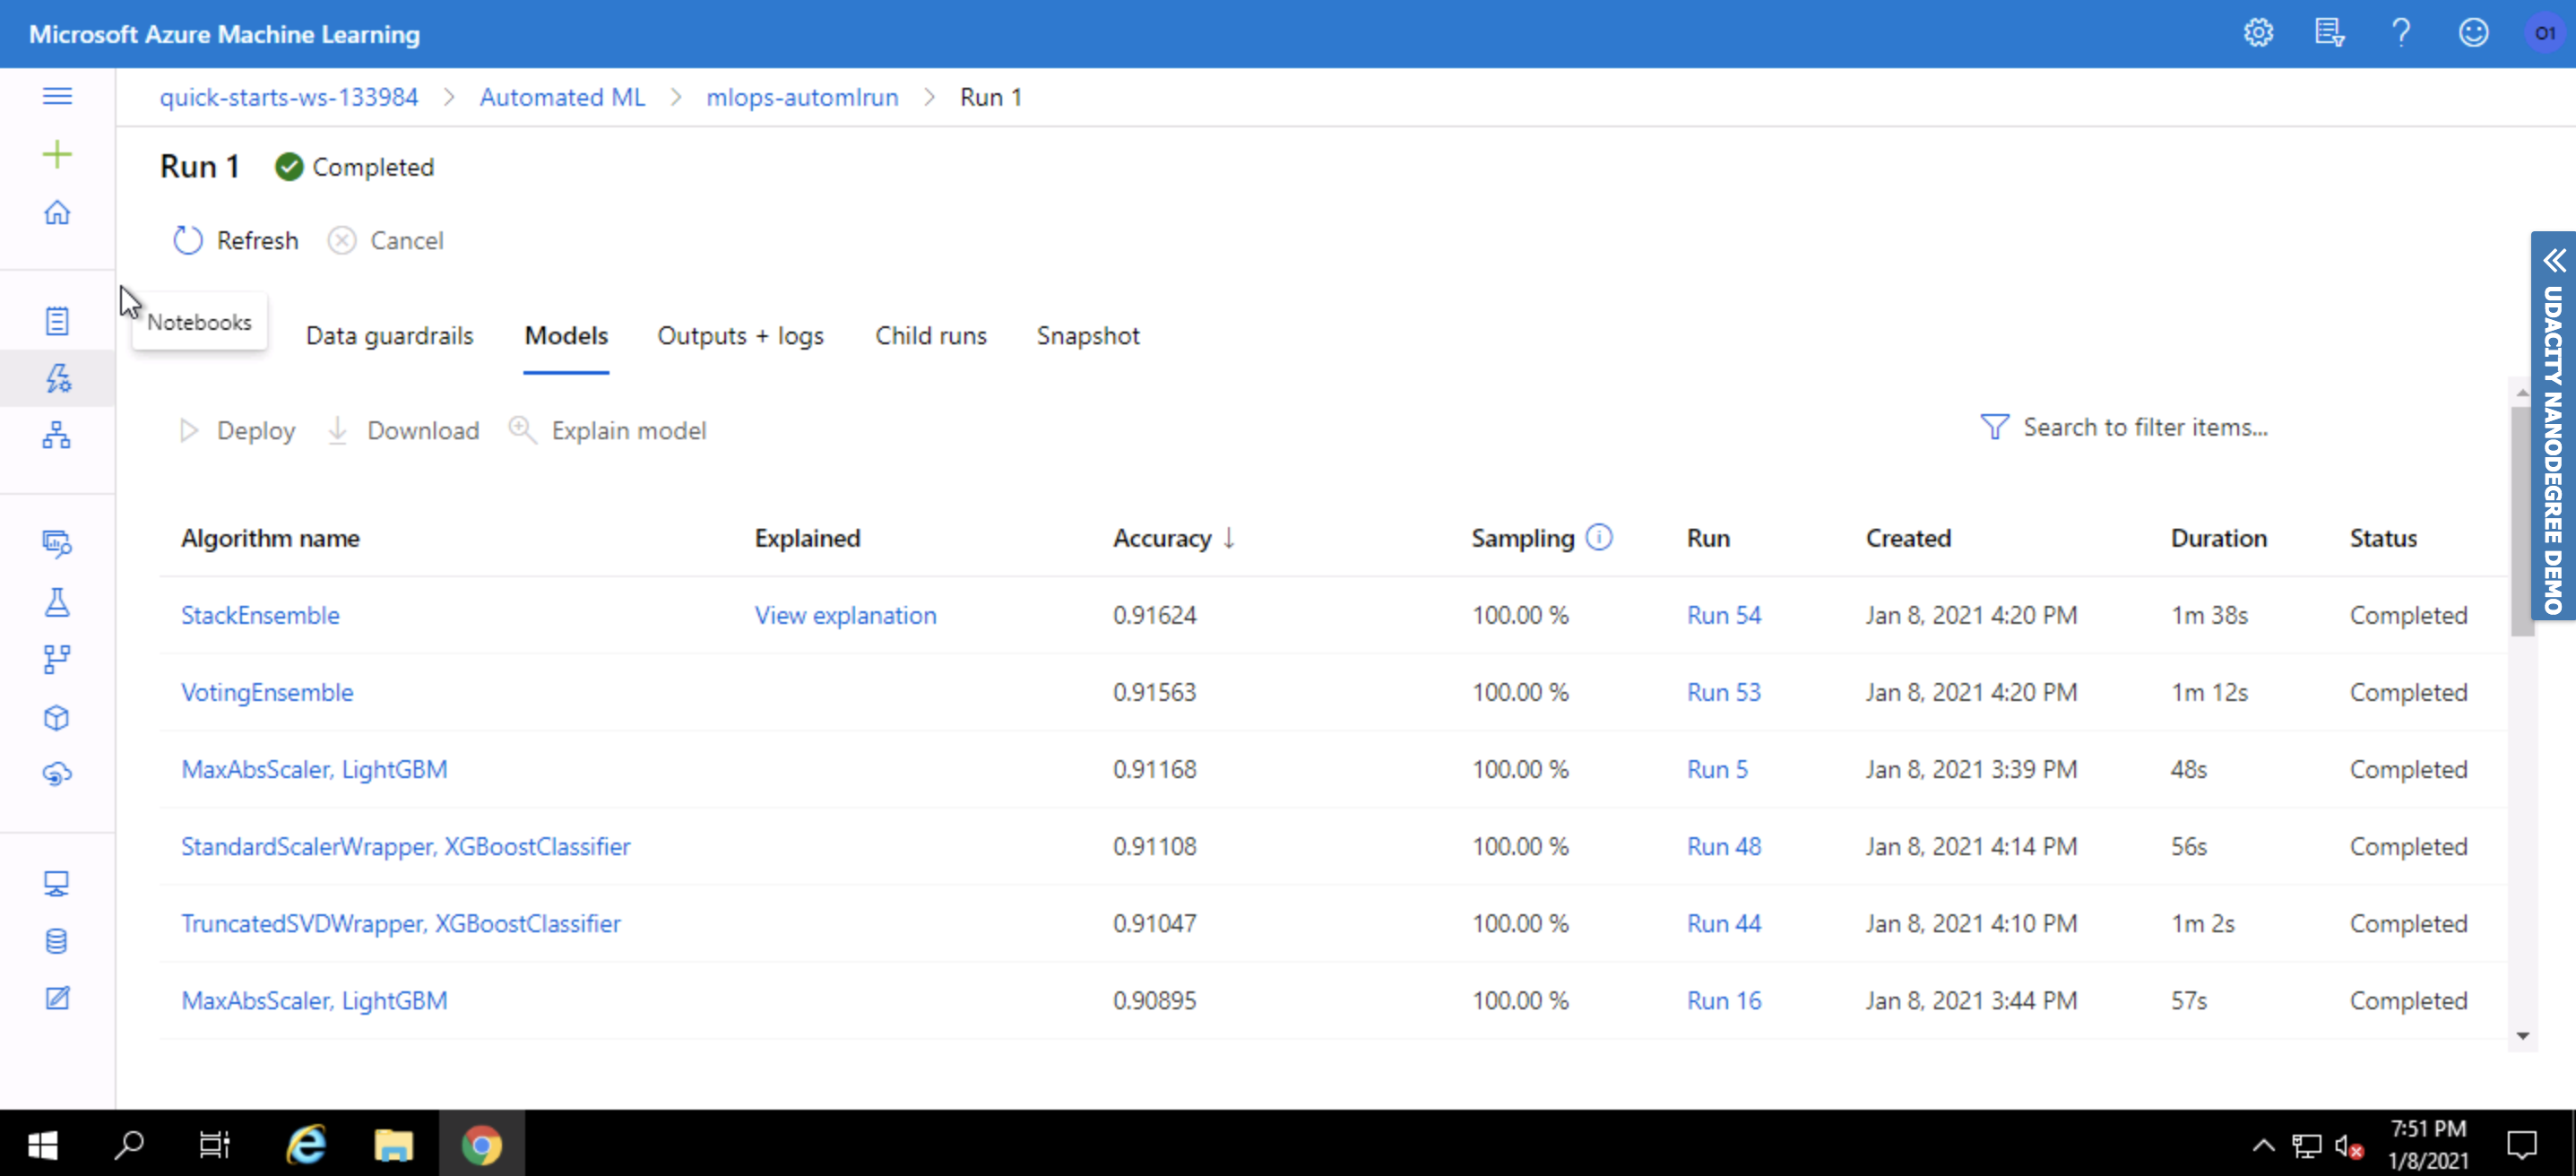 Microsoft Azure Machine Learning
O1
quick-starts-ws-133984 > Automated ML > mlops-automlrun > Run 1
Run 1 Completed
Refresh Cancel
Notebooks
Data guardrails Models Outputs + logs Child runs Snapshot
Deploy Download Explain model
Search to filter items...
Algorithm name Explained Accuracy ↓ Sampling Run Created Duration Status
StackEnsemble View explanation 0.91624 100.00 % Run 54 Jan 8, 2021 4:20 PM 1m 38s Completed
VotingEnsemble 0.91563 100.00 % Run 53 Jan 8, 2021 4:20 PM 1m 12s Completed
MaxAbsScaler, LightGBM 0.91168 100.00 % Run 5 Jan 8, 2021 3:39 PM 48s Completed
StandardScalerWrapper, XGBoostClassifier 0.91108 100.00 % Run 48 Jan 8, 2021 4:14 PM 56s Completed
TruncatedSVDWrapper, XGBoostClassifier 0.91047 100.00 % Run 44 Jan 8, 2021 4:10 PM 1m 2s Completed
MaxAbsScaler, LightGBM 0.90895 100.00 % Run 16 Jan 8, 2021 3:44 PM 57s Completed
UDACITY NANODEGREE DEMO
7:51 PM
1/8/2021